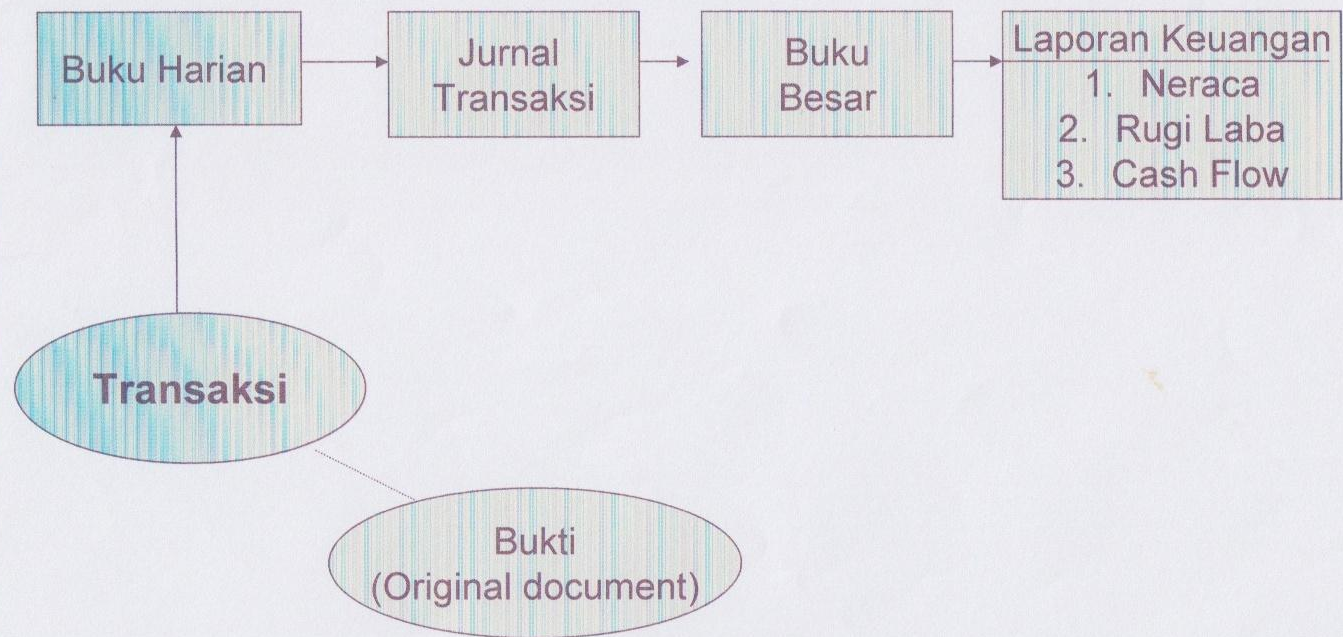 Buku Harian
Jurnal
Transaksi
Buku
Besar
Laporan Keuangan
1. Neraca
2. Rugi Laba
3. Cash Flow
Transaksi
Bukti
(Original document)